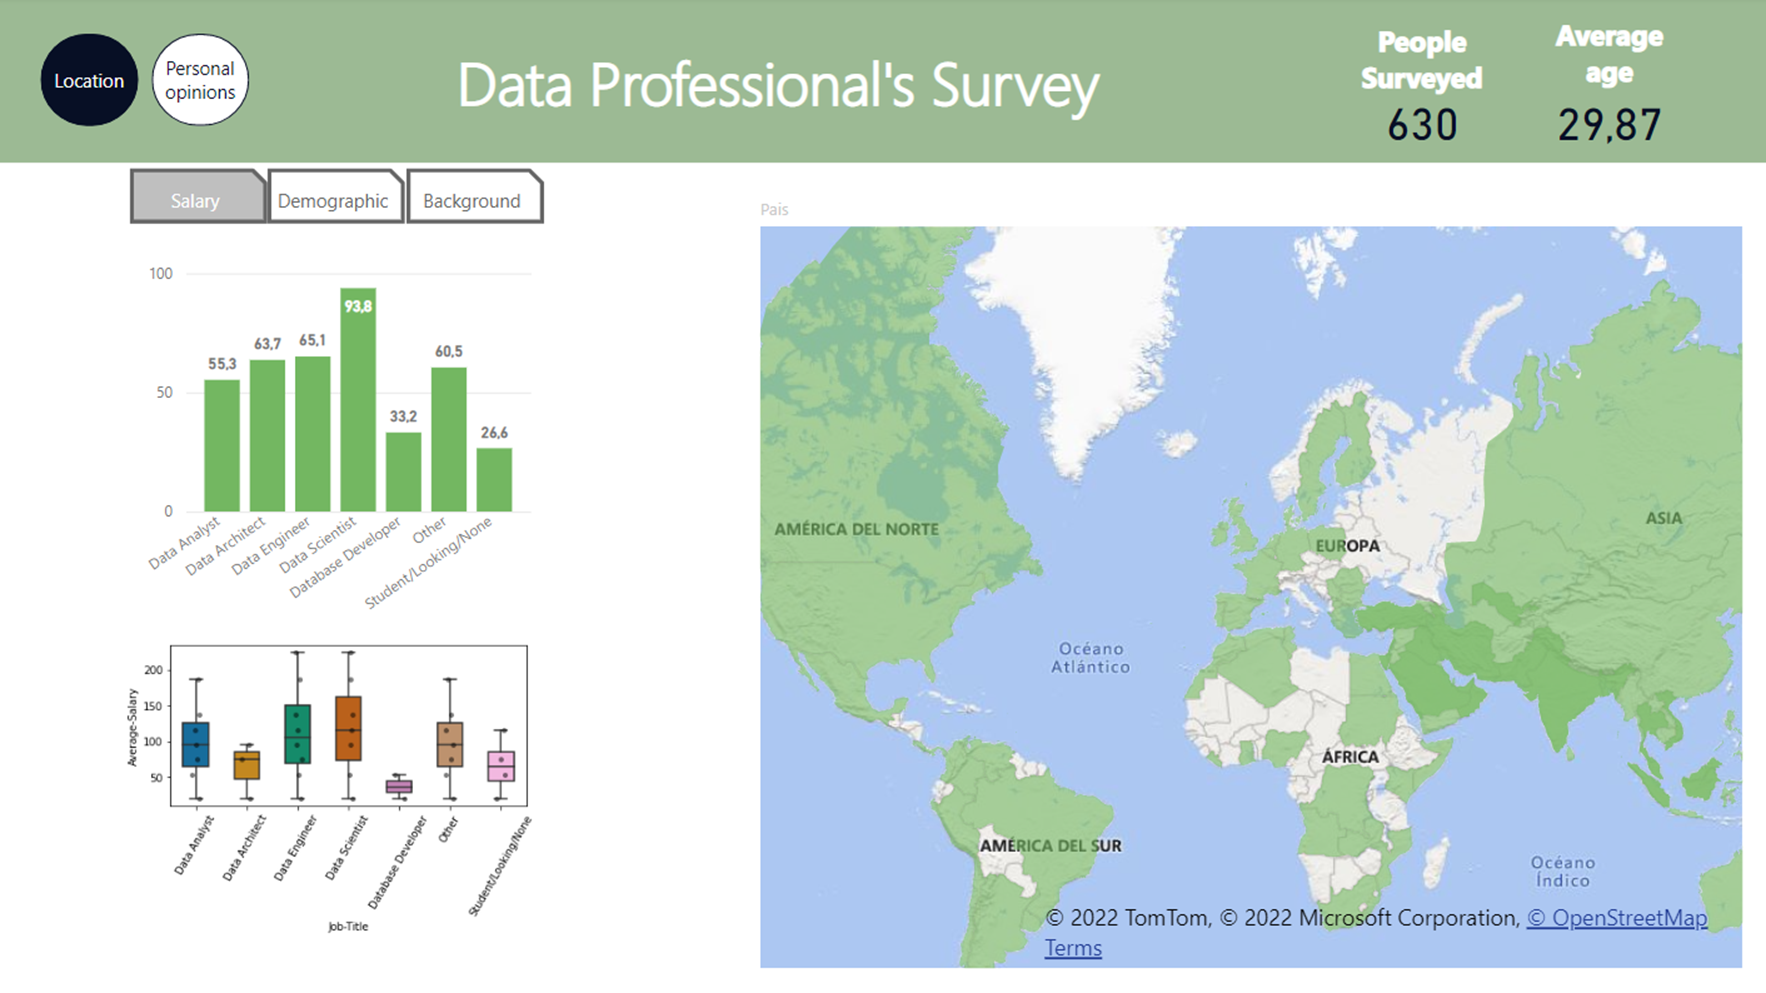 Location
Personal
opinions
Data Professional's Survey
People
Surveyed
630
Average
age
29,87
Salary
Demographic
Background
100
50
0
55,3
63,7
65,1
93,8
33,2
60,5
26,6
Data Analyst
Data Architect
Data Engineer
Data Scientist
Database Developer
Other
Student/Looking/None
Average-Salary
200
150
100
50
Data Analyst
Data Architect
Data Engineer
Data Scientist
Database Developer
Other
Student/Looking/None
Job-Title
Pais
AMÉRICA DEL NORTE
EUROPA
ASIA
Océano
Atlántico
ÁFRICA
AMÉRICA DEL SUR
Océano
Índico
© 2022 TomTom, © 2022 Microsoft Corporation, © OpenStreetMap
Terms